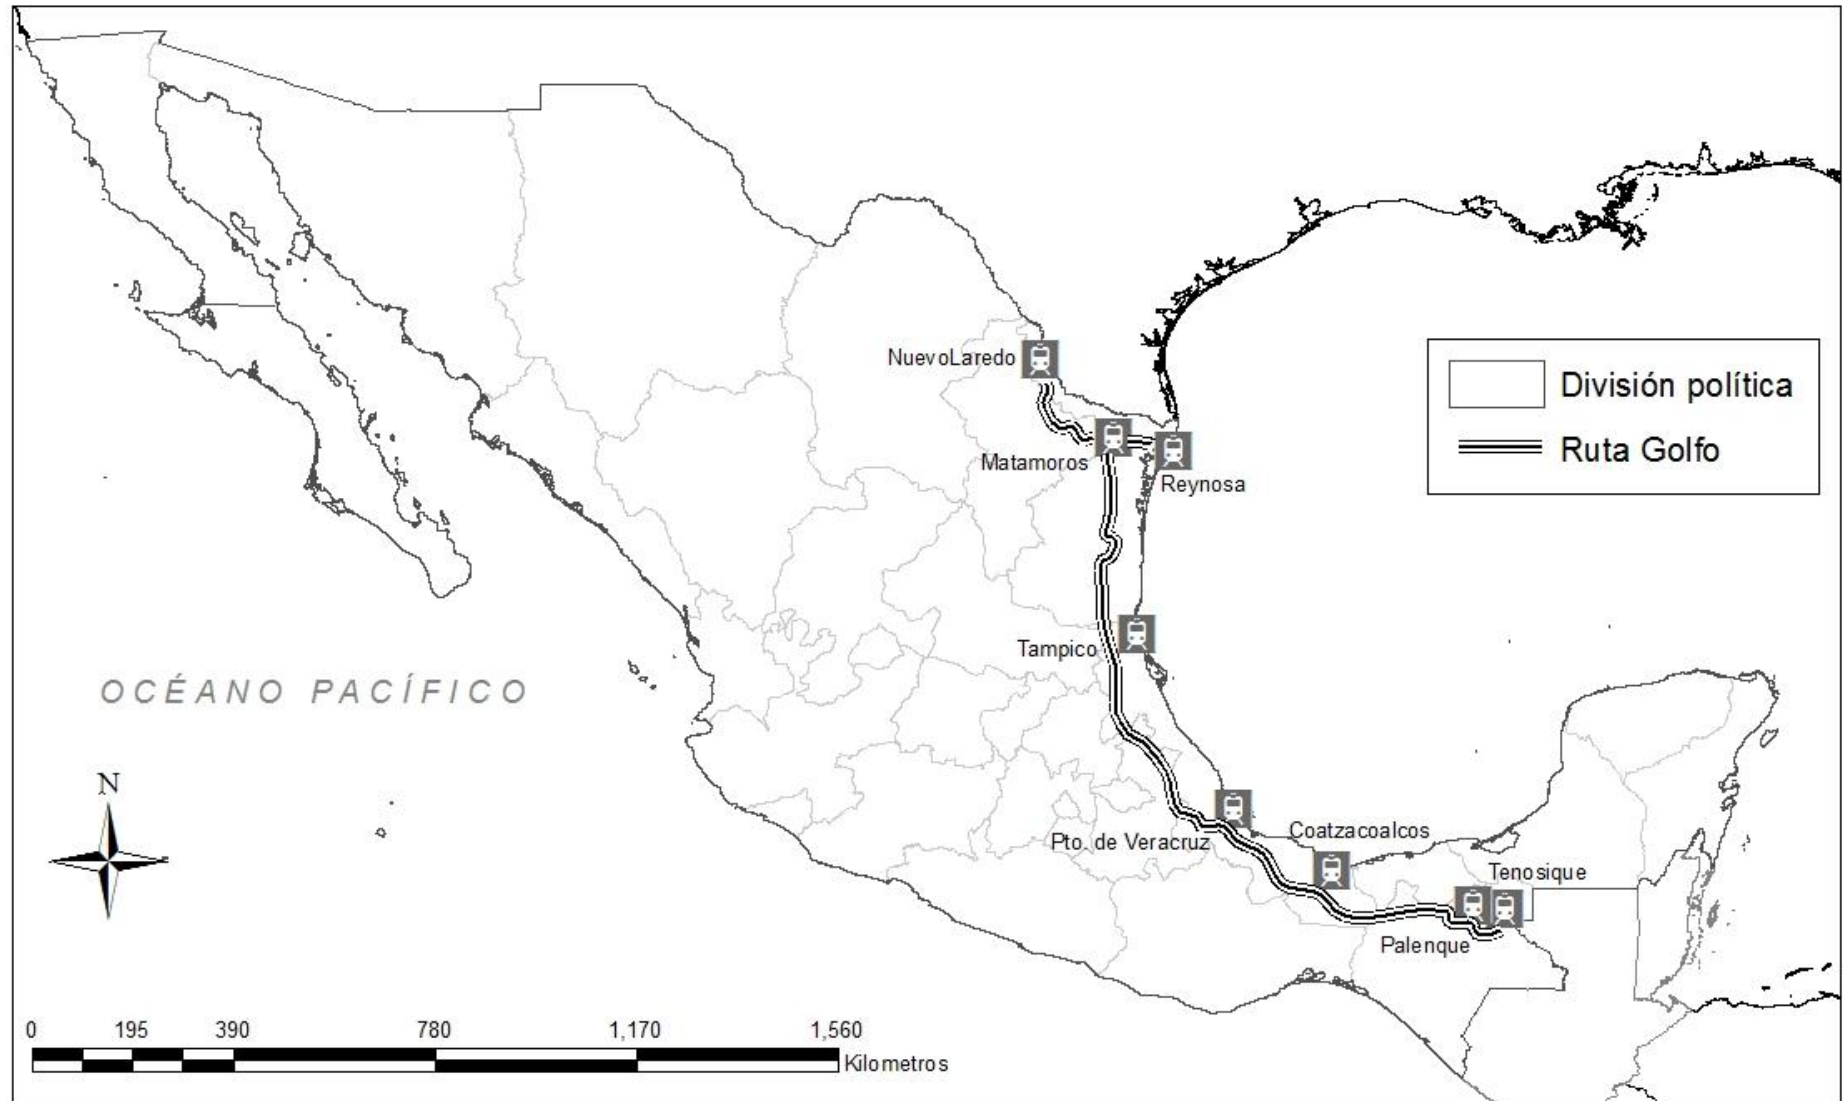 NuevoLaredo
División política
Ruta Golfo
Matamoros
Reynosa
Tampico
OCÉANO PACÍFICO
N
Coatzacoalcos
Pto. de Veracruz
Tenosique
Palenque
0 195 390 780 1,170 1,560
Kilometros